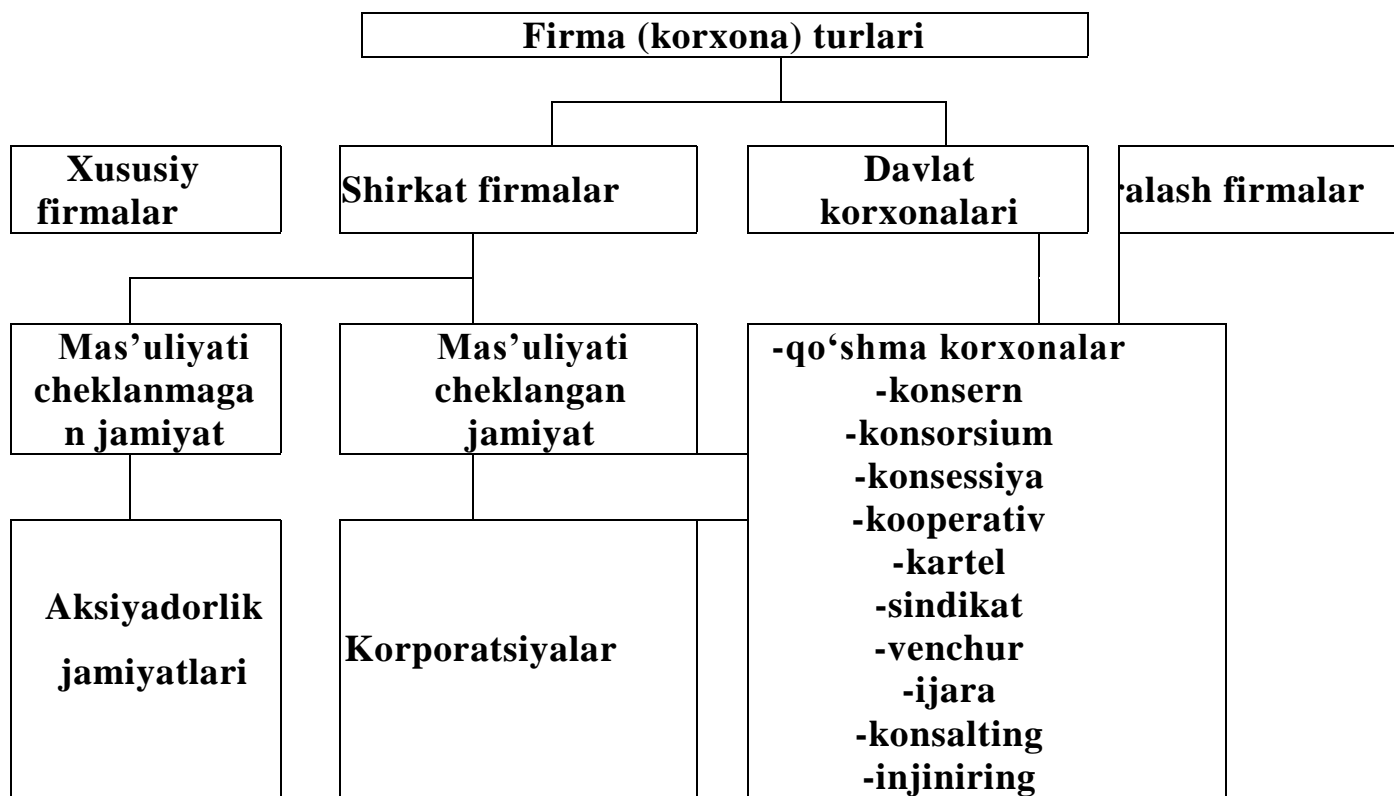 Firma (korxona) turlari
Xususiy
firmalar
Shirkat firmalar
Davlat
korxonalari
ralash firmalar
Mas’uliyati
cheklanmaga
n jamiyat
Mas’uliyati
cheklangan
jamiyat
-qo‘shma korxonalar
-konsern
-konsorsium
-konsessiya
-kooperativ
-kartel
-sindikat
-venchur
-ijara
-konsalting
-injiniring
Aksiyadorlik
jamiyatlari
Korporatsiyalar